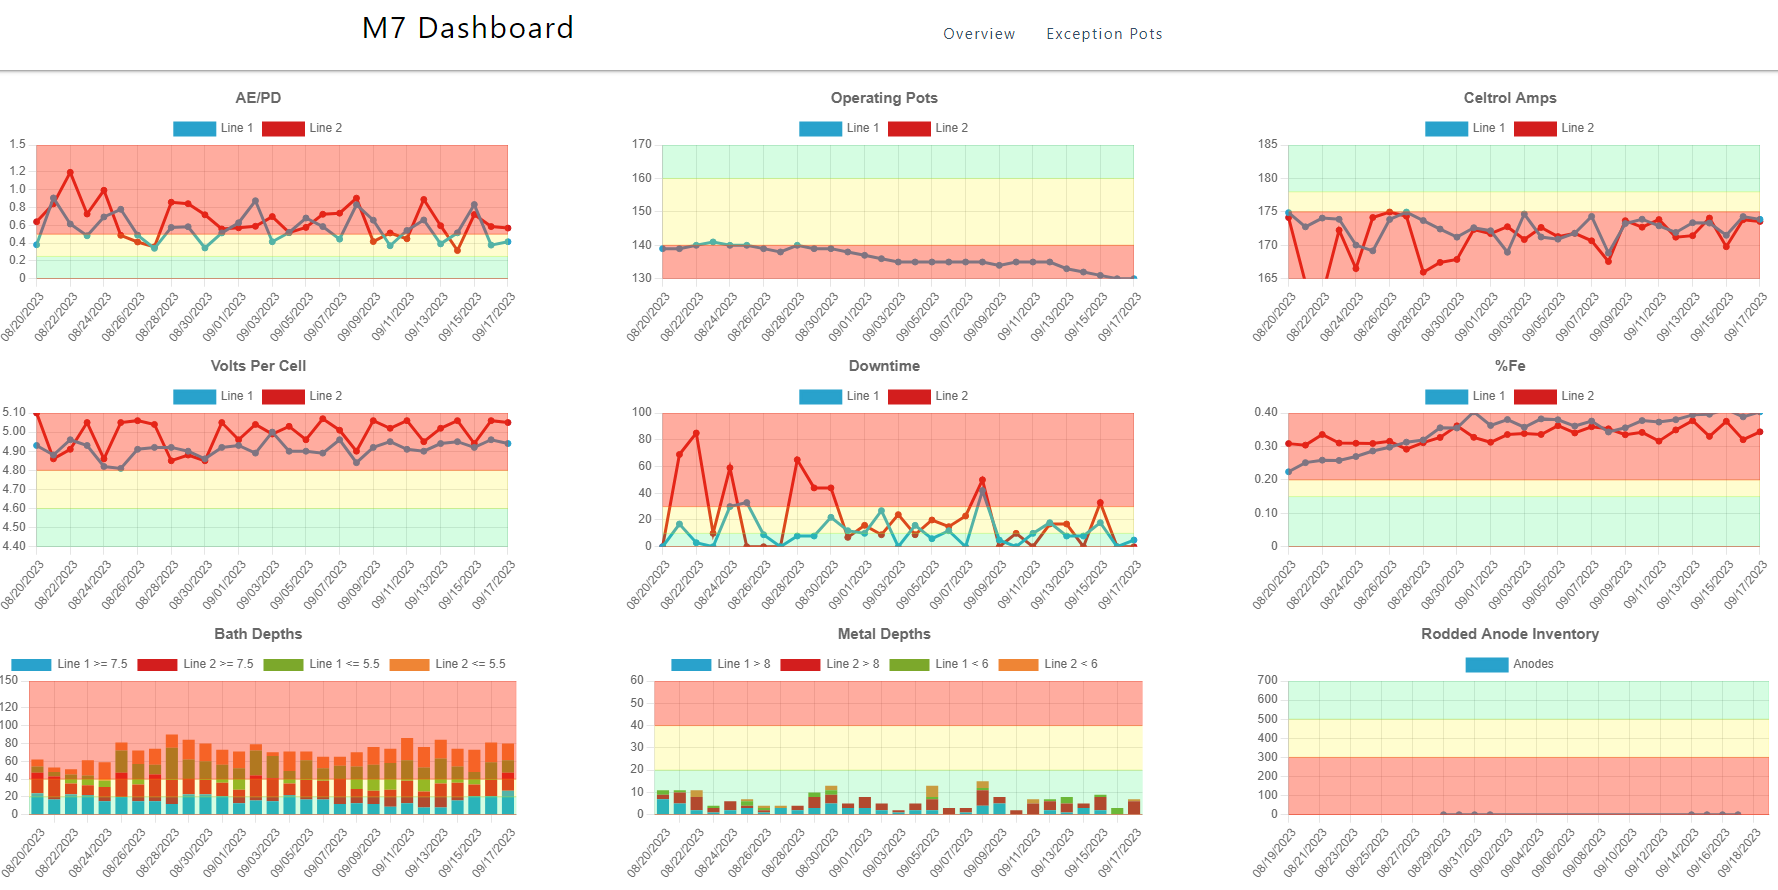 M7 Dashboard
Overview Exception Pots
AE/PD
Line 1 Line 2
1.5
1.2
1.0
0.8
0.6
0.4
0.2
0
08/20/2023 08/22/2023 08/24/2023 08/26/2023 08/28/2023 08/30/2023 09/01/2023 09/03/2023 09/05/2023 09/07/2023 09/09/2023 09/11/2023 09/13/2023 09/15/2023 09/17/2023
Operating Pots
Line 1 Line 2
170
160
150
140
130
08/20/2023 08/22/2023 08/24/2023 08/26/2023 08/28/2023 08/30/2023 09/01/2023 09/03/2023 09/05/2023 09/07/2023 09/09/2023 09/11/2023 09/13/2023 09/15/2023 09/17/2023
Celtrol Amps
Line 1 Line 2
185
180
175
170
165
08/20/2023 08/22/2023 08/24/2023 08/26/2023 08/28/2023 08/30/2023 09/01/2023 09/03/2023 09/05/2023 09/07/2023 09/09/2023 09/11/2023 09/13/2023 09/15/2023 09/17/2023
Volts Per Cell
Line 1 Line 2
5.10
5.00
4.90
4.80
4.70
4.60
4.50
4.40
08/20/2023 08/22/2023 08/24/2023 08/26/2023 08/28/2023 08/30/2023 09/01/2023 09/03/2023 09/05/2023 09/07/2023 09/09/2023 09/11/2023 09/13/2023 09/15/2023 09/17/2023
Downtime
Line 1 Line 2
100
80
60
40
20
0
08/20/2023 08/22/2023 08/24/2023 08/26/2023 08/28/2023 08/30/2023 09/01/2023 09/03/2023 09/05/2023 09/07/2023 09/09/2023 09/11/2023 09/13/2023 09/15/2023 09/17/2023
%Fe
Line 1 Line 2
0.40
0.30
0.20
0.10
0
08/20/2023 08/22/2023 08/24/2023 08/26/2023 08/28/2023 08/30/2023 09/01/2023 09/03/2023 09/05/2023 09/07/2023 09/09/2023 09/11/2023 09/13/2023 09/15/2023 09/17/2023
Bath Depths
Line 1 >= 7.5 Line 2 >= 7.5 Line 1 <= 5.5 Line 2 <= 5.5
150
120
100
80
60
40
20
0
08/20/2023 08/22/2023 08/24/2023 08/26/2023 08/28/2023 08/30/2023 09/01/2023 09/03/2023 09/05/2023 09/07/2023 09/09/2023 09/11/2023 09/13/2023 09/15/2023 09/17/2023
Metal Depths
Line 1 > 8 Line 2 > 8 Line 1 < 6 Line 2 < 6
60
50
40
30
20
10
0
08/20/2023 08/22/2023 08/24/2023 08/26/2023 08/28/2023 08/30/2023 09/01/2023 09/03/2023 09/05/2023 09/07/2023 09/09/2023 09/11/2023 09/13/2023 09/15/2023 09/17/2023
Rodded Anode Inventory
Anodes
700
600
500
400
300
200
100
0
08/19/2023 08/21/2023 08/23/2023 08/25/2023 08/27/2023 08/29/2023 08/31/2023 09/02/2023 09/04/2023 09/06/2023 09/08/2023 09/10/2023 09/12/2023 09/14/2023 09/16/2023 09/18/2023